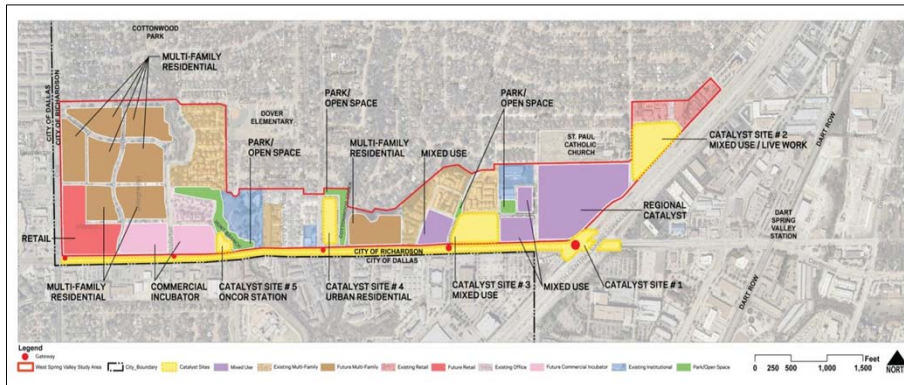 COTTONWOOD
PARK
MULTI-FAMILY
RESIDENTIAL
CITY OF DALLAS
CITY OF RICHARDSON
DOVER
ELEMENTARY
PARK/
OPEN SPACE
PARK/
OPEN SPACE
MULTI-FAMILY
RESIDENTIAL
MIXED USE
PARK/
OPEN SPACE
ST. PAUL
CATHOLIC
CHURCH
CATALYST SITE # 2
MIXED USE / LIVE WORK
DART ROW
REGIONAL
CATALYST
DART
SPRING
VALLEY
STATION
RETAIL
CITY OF RICHARDSON
CITY OF DALLAS
MULTI-FAMILY
RESIDENTIAL
COMMERCIAL
INCUBATOR
CATALYST SITE # 5
ONCOR STATION
CATALYST SITE # 4
URBAN RESIDENTIAL
CATALYST SITE # 3
MIXED USE
MIXED USE
CATALYST SITE # 1
DART ROW
Legend
Gateway
West Spring Valley Study Area
City_Boundary
Catalyst Sites
Mixed Use
Existing Multi-Family
Future Multi-Family
Existing Retail
Future Retail
Existing Office
Future Commercial Incubator
Existing Institutional
Park/Open Space
Feet
0 250 500 1,000 1,500
NORTH